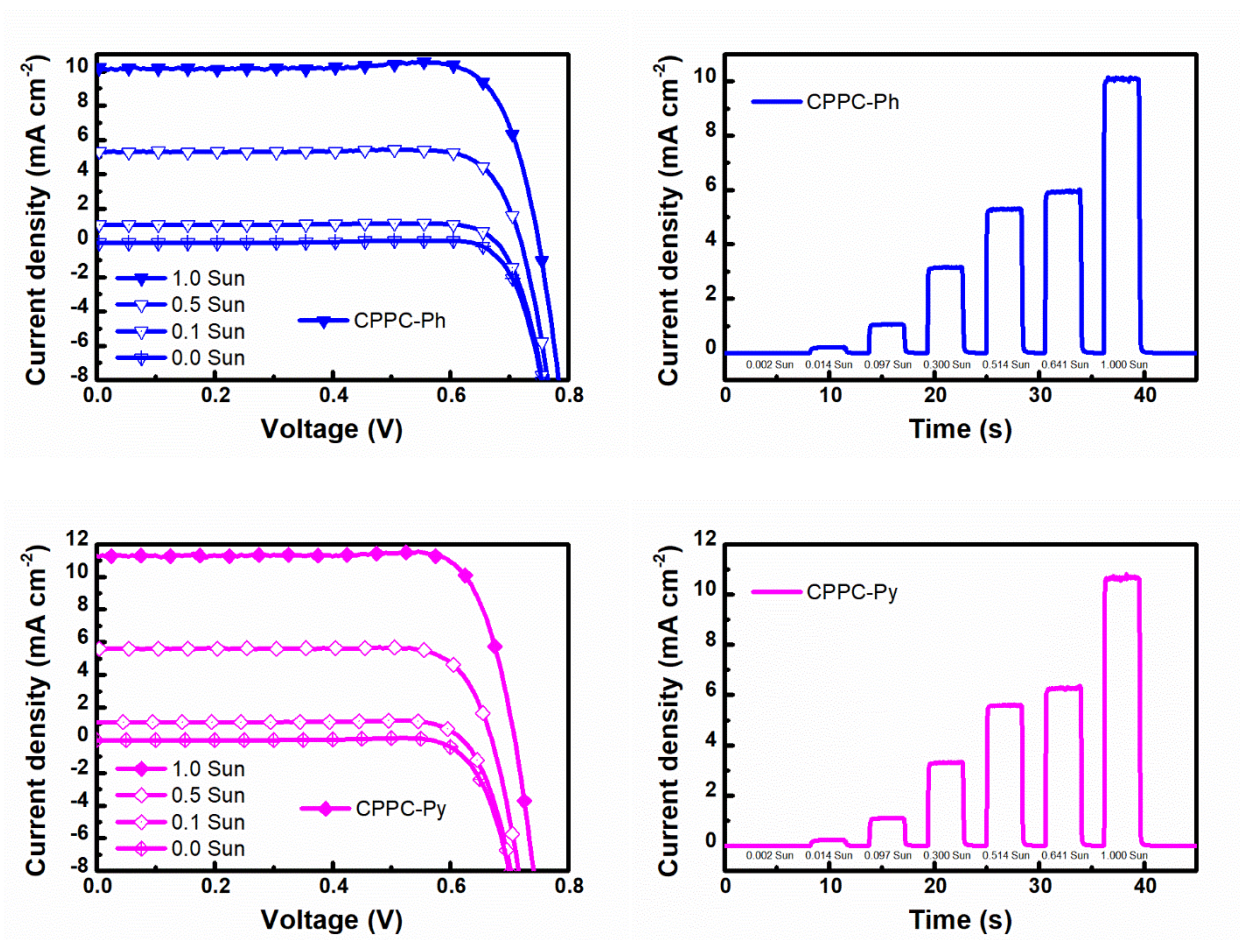 Current density (mA cm-2)
10
8
6
4
2
0
-2
-4
-6
-8
1.0 Sun
0.5 Sun
0.1 Sun
0.0 Sun
CPPC-Ph
0.0
0.2
0.4
0.6
0.8
Voltage (V)
Current density (mA cm-2)
10
8
6
4
2
0
CPPC-Ph
0.002 Sun
0.014 Sun
0.097 Sun
0.300 Sun
0.514 Sun
0.641 Sun
1.000 Sun
0
10
20
30
40
Time (s)
Current density (mA cm-2)
12
10
8
6
4
2
0
-2
-4
-6
-8
1.0 Sun
0.5 Sun
0.1 Sun
0.0 Sun
CPPC-Py
0.0
0.2
0.4
0.6
0.8
Voltage (V)
Current density (mA cm-2)
12
10
8
6
4
2
0
CPPC-Py
0.002 Sun
0.014 Sun
0.097 Sun
0.300 Sun
0.514 Sun
0.641 Sun
1.000 Sun
0
10
20
30
40
Time (s)